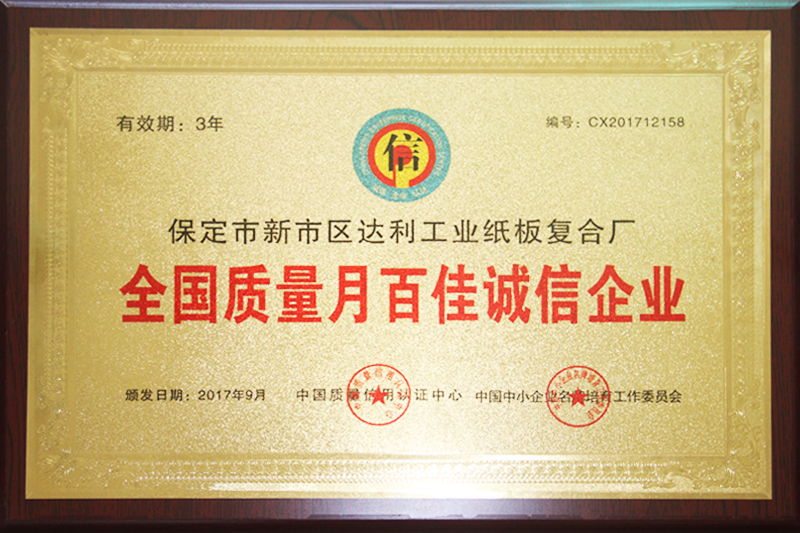 有效期：3年
编号：CX201712158
信
保定市新市区达利工业纸板复合厂
全国质量月百佳诚信企业
颁发日期：2017年9月
中国质量信用认证中心
中国中小企业名牌培育工作委员会